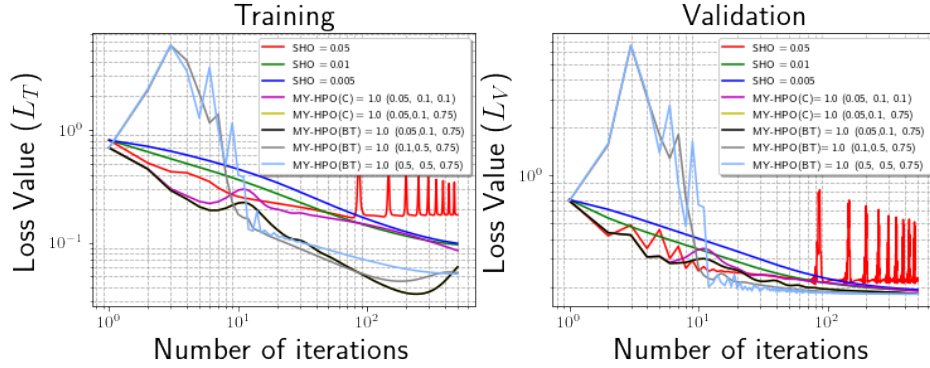 Training
Loss Value (L_T)
10^0
10^{-1}
SHO = 0.05
SHO = 0.01
SHO = 0.005
MY-HPO(C) = 1.0 (0.05, 0.1, 0.1)
MY-HPO(C) = 1.0 (0.05,0.1, 0.75)
MY-HPO(BT) = 1.0 (0.05,0.1, 0.75)
MY-HPO(BT) = 1.0 (0.1,0.5, 0.75)
MY-HPO(BT) = 1.0 (0.5, 0.5, 0.75)
10^0
10^1
10^2
Number of iterations
Validation
Loss Value (L_V)
10^0
SHO = 0.05
SHO = 0.01
SHO = 0.005
MY-HPO(C)= 1.0 (0.05, 0.1, 0.1)
MY-HPO(C) = 1.0 (0.05,0.1, 0.75)
MY-HPO(BT) = 1.0 (0.05,0.1, 0.75)
MY-HPO(BT)= 1.0 (0.1,0.5, 0.75)
MY-HPO(BT) = 1.0 (0.5, 0.5, 0.75)
10^0
10^1
10^2
Number of iterations